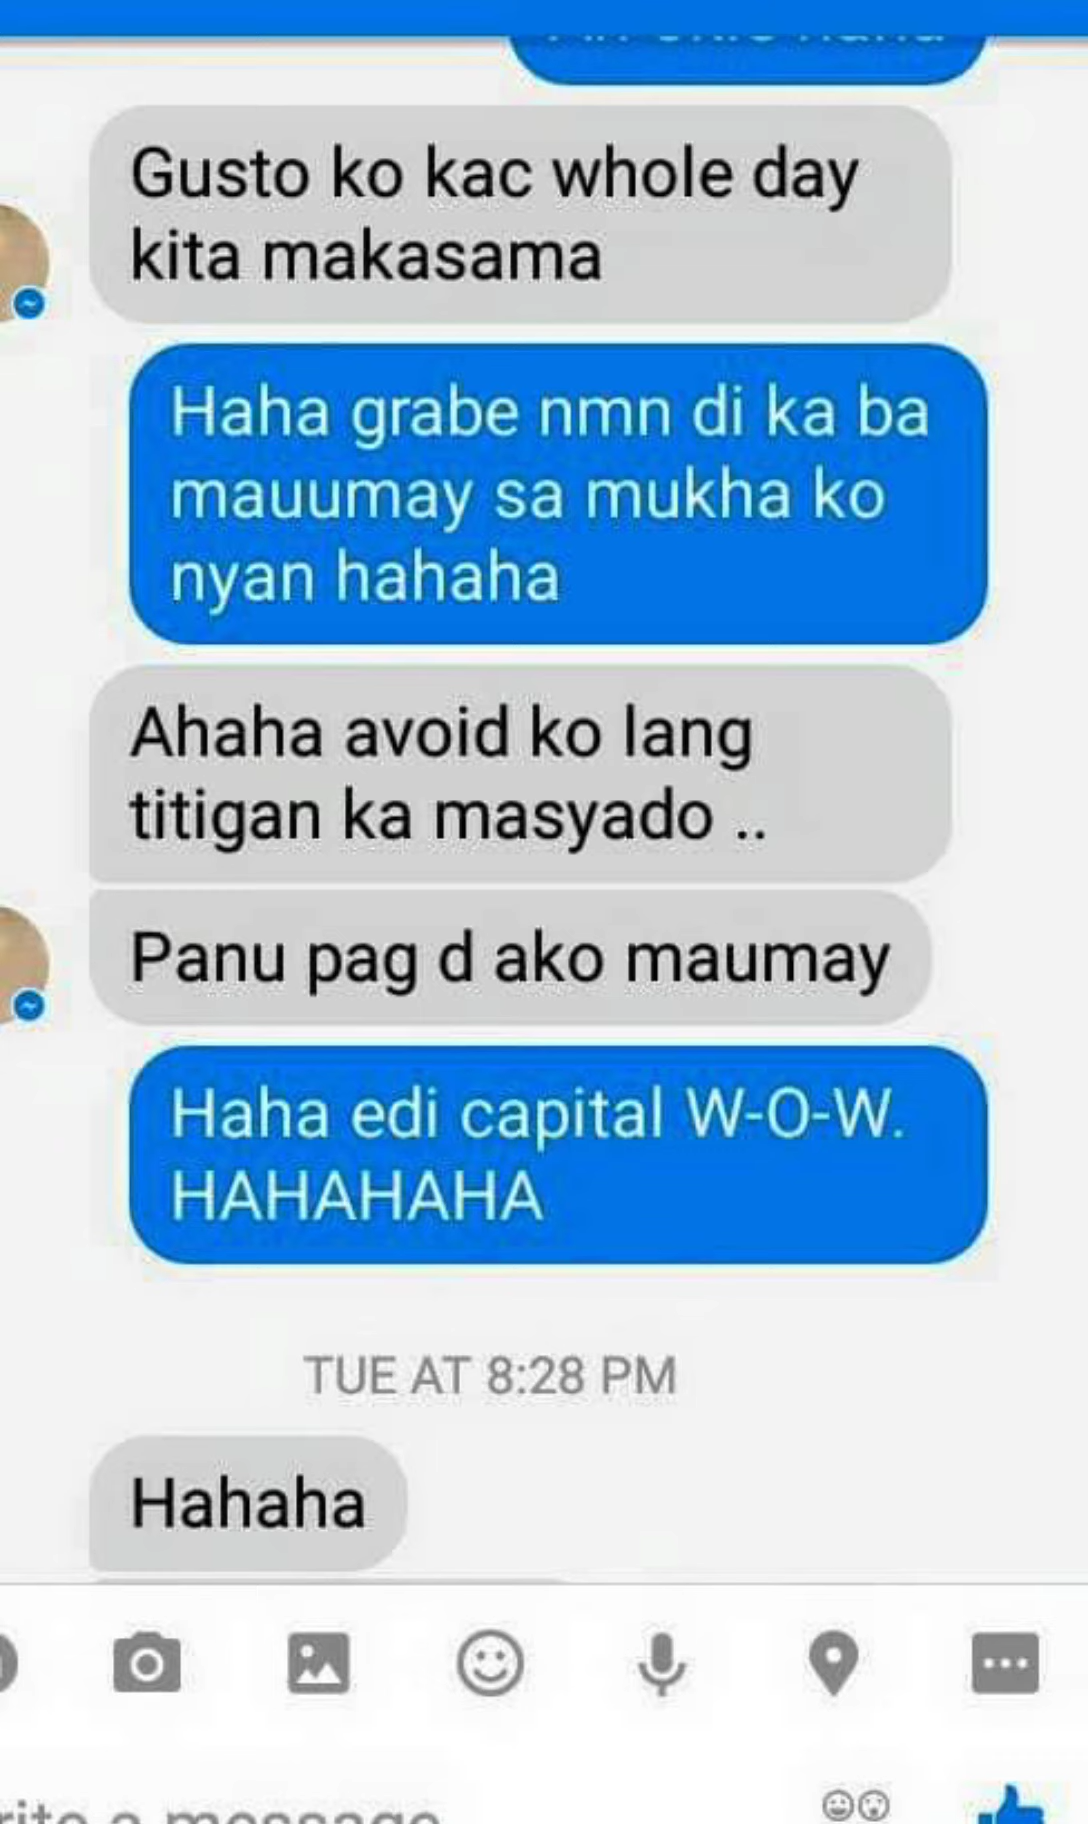 Gusto ko kac whole day
kita makasama
Haha grabe nmn di ka ba
mauumay sa mukha ko
nyan hahaha
Ahaha avoid ko lang
titigan ka masyado ..
Panu pag d ako maumay
Haha edi capital W-O-W.
HAHAHAHA
TUE AT 8:28 PM
Hahaha
a message